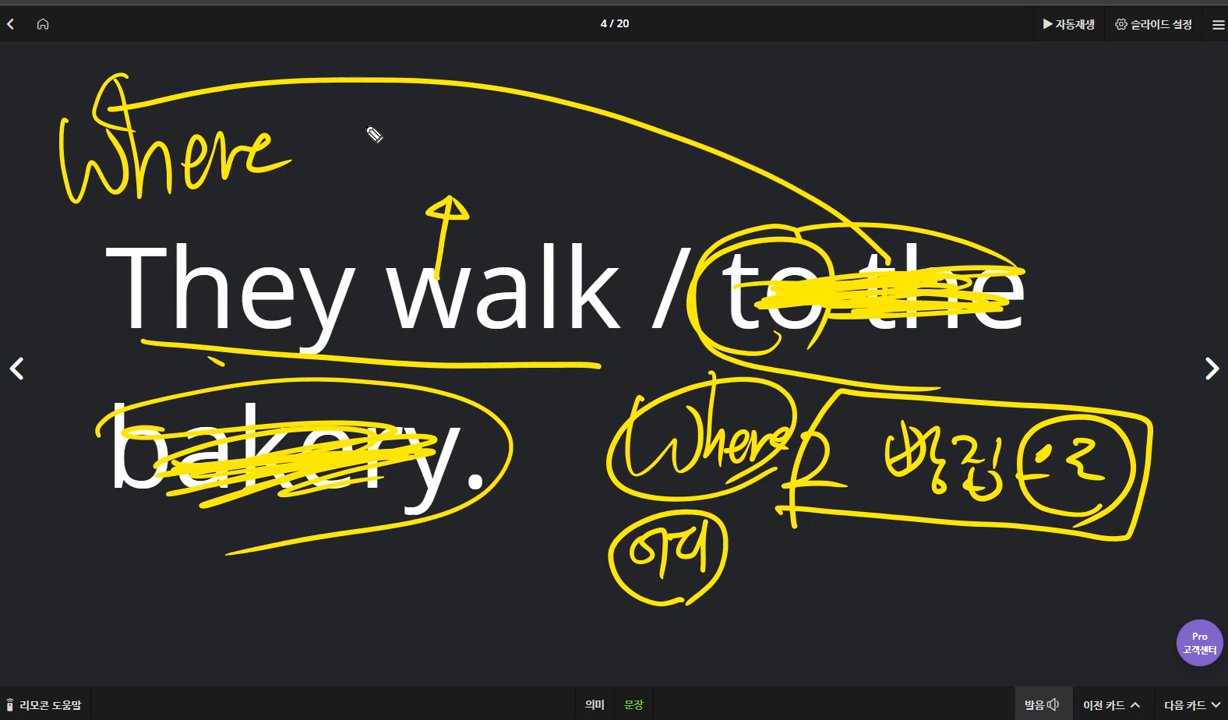 4 / 20
자동재생
슬라이드 설정
Where
They walk / to the
bakery.
Where
빵집으로
어디
Pro
고객센터
리모콘 도움말
의미
문장
발음
이전 카드
다음 카드